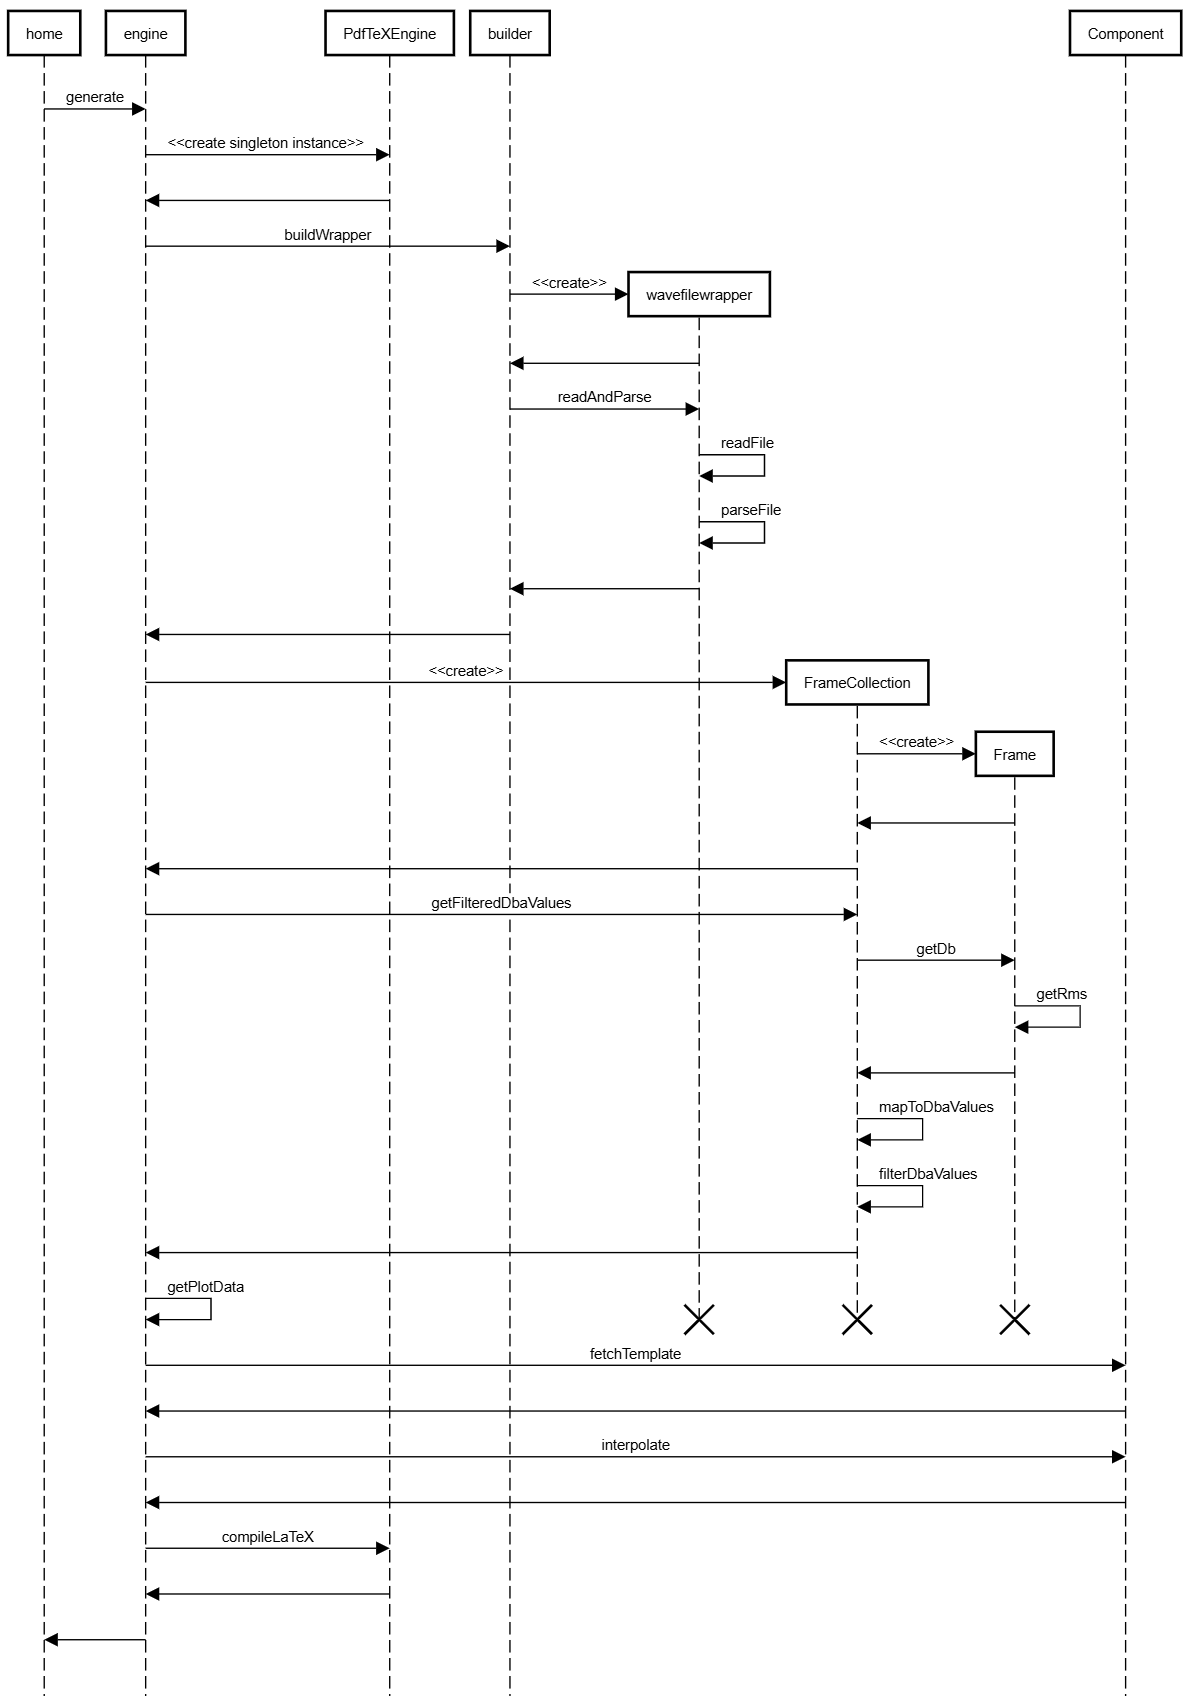 home
engine
PdfTeXEngine
builder
Component
generate
<<create singleton instance>>
buildWrapper
<<create>>
wavefilewrapper
readAndParse
readFile
parseFile
<<create>>
FrameCollection
<<create>>
Frame
getFilteredDbaValues
getDb
getRms
mapToDbaValues
filterDbaValues
getPlotData
fetchTemplate
interpolate
compileLaTeX